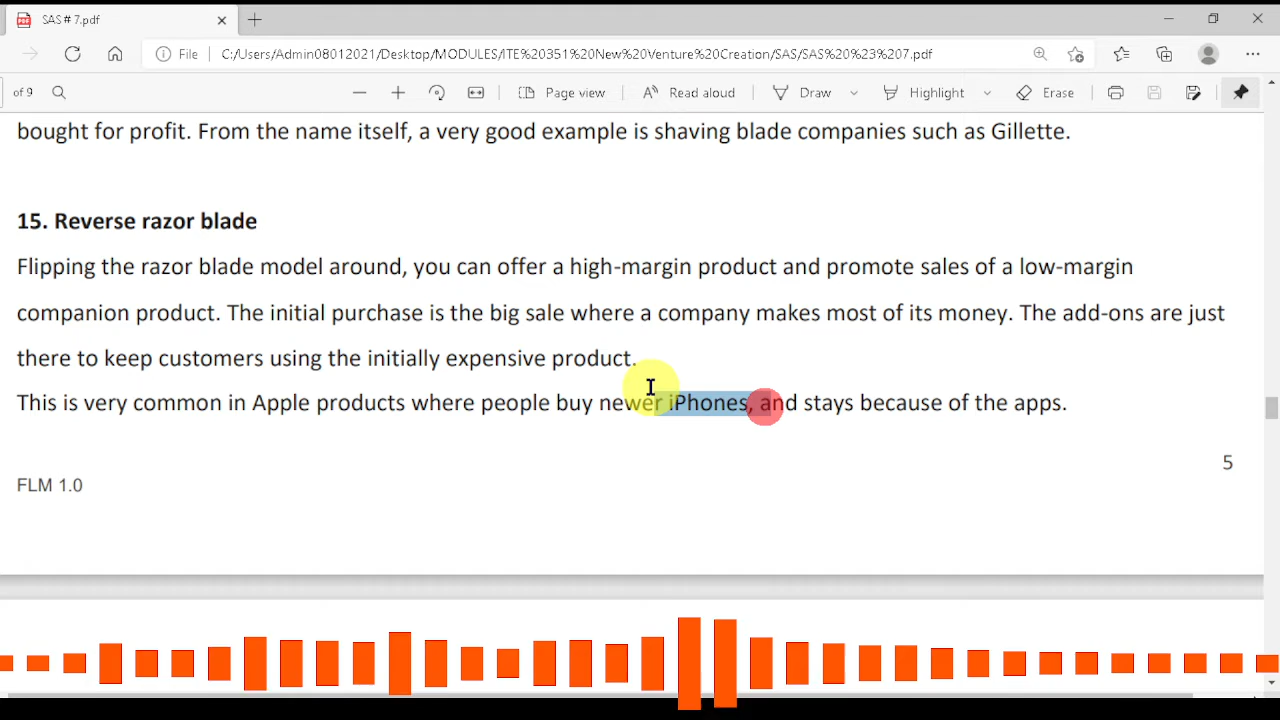 SAS # 7.pdf
File
C:/Users/Admin08012021/Desktop/MODULES/ITE%20351%20New%20Venture%20Creation/SAS/SAS%20%23%207.pdf
of 9
Page view
Read aloud
Draw
Highlight
Erase
bought for profit. From the name itself, a very good example is shaving blade companies such as Gillette.
15. Reverse razor blade
Flipping the razor blade model around, you can offer a high-margin product and promote sales of a low-margin
companion product. The initial purchase is the big sale where a company makes most of its money. The add-ons are just
there to keep customers using the initially expensive product.
This is very common in Apple products where people buy newer iPhones, and stays because of the apps.
5
FLM 1.0